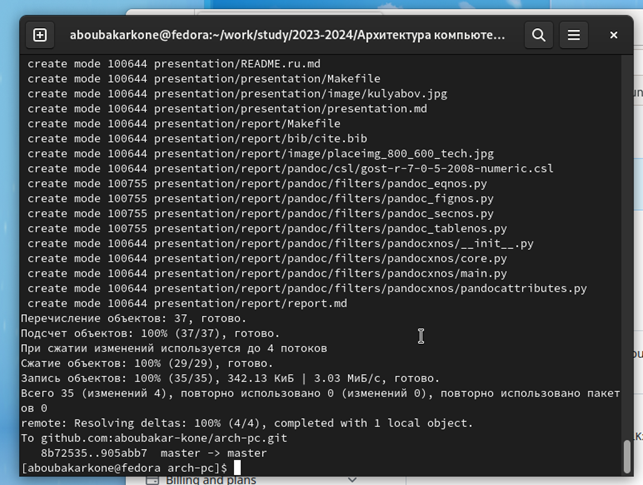 aboubakarkone@fedora:~/work/study/2023-2024/Архитектура компьюте...
create mode 100644 presentation/README.ru.md
create mode 100644 presentation/presentation/Makefile
create mode 100644 presentation/presentation/image/kulyabov.jpg
create mode 100644 presentation/presentation/presentation.md
create mode 100644 presentation/report/Makefile
create mode 100644 presentation/report/bib/cite.bib
create mode 100644 presentation/report/image/placeimg_800_600_tech.jpg
create mode 100644 presentation/report/pandoc/csl/gost-r-7-0-5-2008-numeric.csl
create mode 100755 presentation/report/pandoc/filters/pandoc_eqnos.py
create mode 100755 presentation/report/pandoc/filters/pandoc_fignos.py
create mode 100755 presentation/report/pandoc/filters/pandoc_secnos.py
create mode 100755 presentation/report/pandoc/filters/pandoc_tablenos.py
create mode 100644 presentation/report/pandoc/filters/pandocxnos/__init__.py
create mode 100644 presentation/report/pandoc/filters/pandocxnos/core.py
create mode 100644 presentation/report/pandoc/filters/pandocxnos/main.py
create mode 100644 presentation/report/pandoc/filters/pandocxnos/pandocattributes.py
create mode 100644 presentation/report/report.md
Перечисление объектов: 37, готово.
Подсчет объектов: 100% (37/37), готово.
При сжатии изменений используется до 4 потоков
Сжатие объектов: 100% (29/29), готово.
Запись объектов: 100% (35/35), 342.13 КиБ | 3.03 МиБ/с, готово.
Всего 35 (изменений 4), повторно использовано 0 (изменений 0), повторно использовано пакет
ов 0
remote: Resolving deltas: 100% (4/4), completed with 1 local object.
To github.com:aboubakar-kone/arch-pc.git
8b72535..905abb7  master -> master
[aboubakarkone@fedora arch-pc]$
Billing and plans